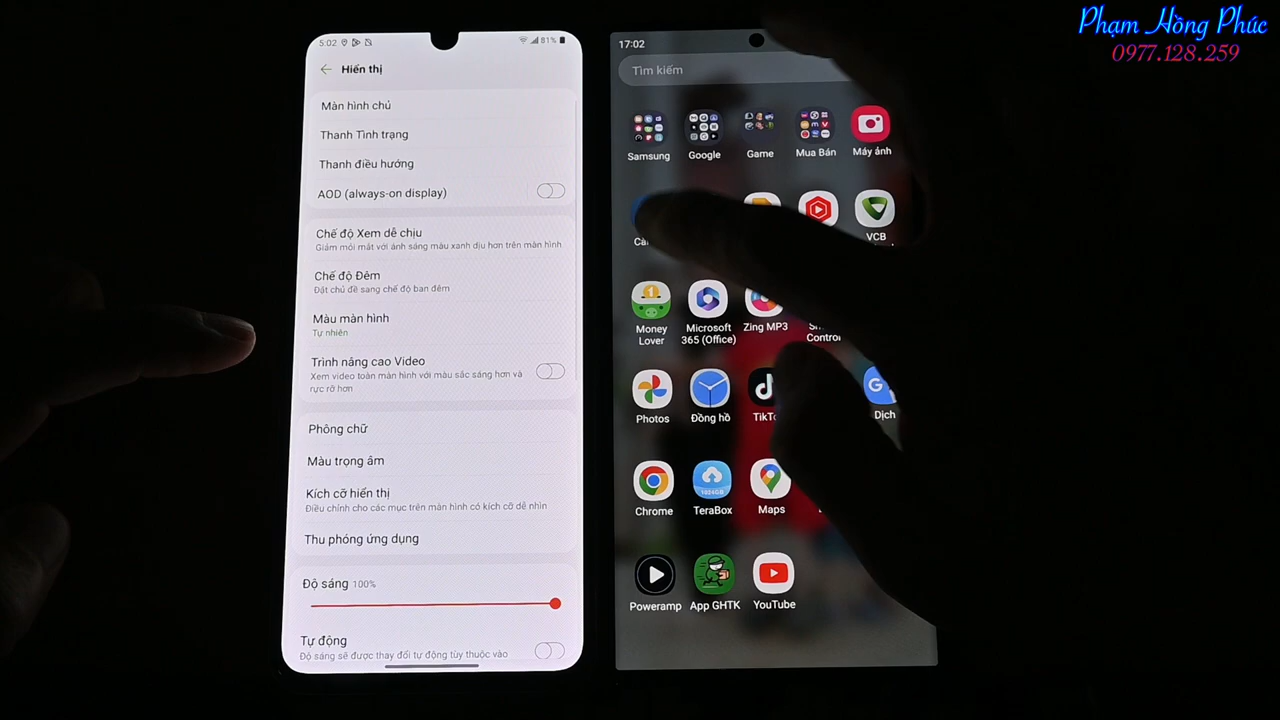 Phạm Hồng Phúc
0977.128.259
5:02
81%
Hiển thị
Màn hình chủ
Thanh Tình trạng
Thanh điều hướng
AOD (always-on display)
Chế độ Xem dễ chịu
Giảm mỏi mắt với ánh sáng màu xanh dịu hơn trên màn hình
Chế độ Đêm
Đặt chủ đề sang chế độ ban đêm
Màu màn hình
Tự nhiên
Trình nâng cao Video
Xem video toàn màn hình với màu sắc sáng hơn và
rực rỡ hơn
Phông chữ
Màu trọng âm
Kích cỡ hiển thị
Điều chỉnh cho các mục trên màn hình có kích cỡ dễ nhìn
Thu phóng ứng dụng
Độ sáng 100%
Tự động
Độ sáng sẽ được thay đổi tự động tùy thuộc vào
17:02
Tìm kiếm
Samsung Google Game Mua Bán Máy ảnh
VCB
Money
Lover
Microsoft
365 (Office)
Zing MP3
Control
Photos Đồng hồ Dịch
Chrome TeraBox Maps
1024GB
Poweramp App GHTK YouTube